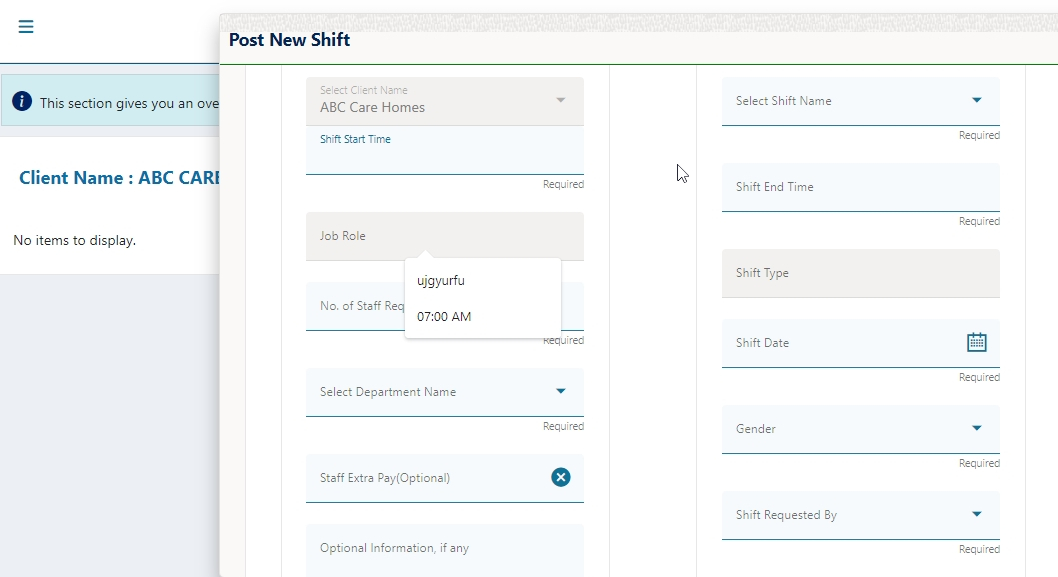 Post New Shift
This section gives you an ove
Client Name : ABC CARE
No items to display.
Select Client Name
ABC Care Homes
Select Shift Name
Required
Shift Start Time
Required
Shift End Time
Required
Job Role
Shift Type
ujgyurfu
07:00 AM
No. of Staff Req
Required
Shift Date
Required
Select Department Name
Required
Gender
Required
Staff Extra Pay(Optional)
Shift Requested By
Required
Optional Information, if any